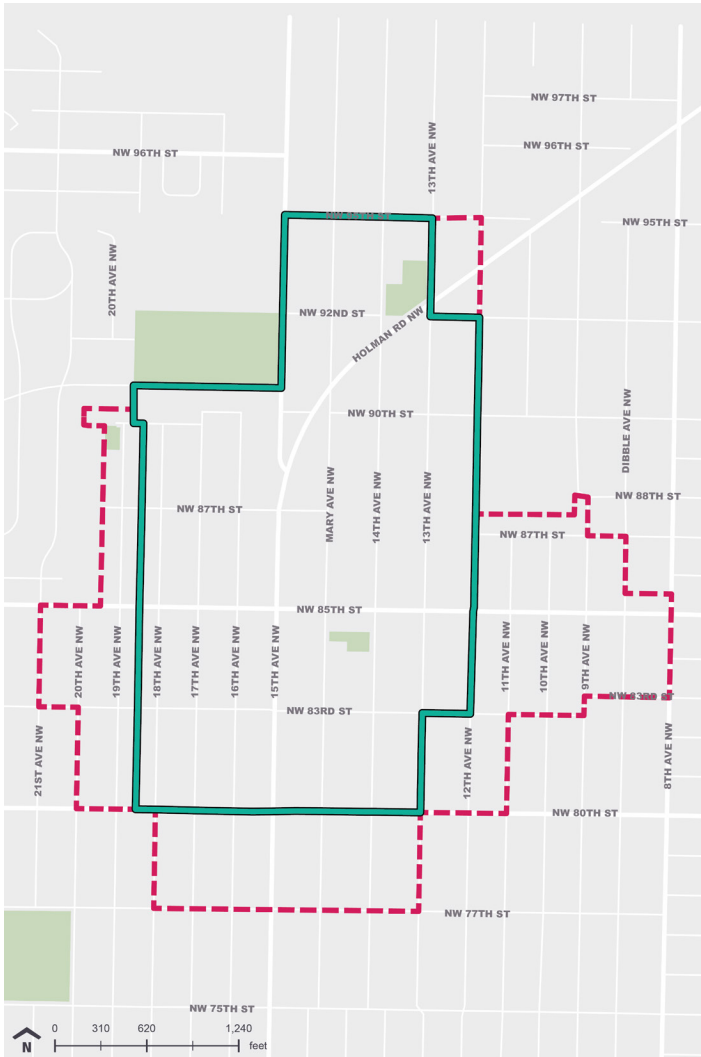 NW 97TH ST
13TH AVE NW
NW 96TH ST
NW 96TH ST
NW 95TH ST
20TH AVE NW
NW 92ND ST
HOLMAN RD NW
NW 90TH ST
DIBBLE AVE NW
MARY AVE NW
14TH AVE NW
13TH AVE NW
NW 88TH ST
NW 87TH ST
NW 87TH ST
NW 85TH ST
20TH AVE NW
19TH AVE NW
18TH AVE NW
17TH AVE NW
16TH AVE NW
15TH AVE NW
11TH AVE NW
10TH AVE NW
9TH AVE NW
NW 83RD ST
NW 83RD ST
21ST AVE NW
12TH AVE NW
8TH AVE NW
NW 80TH ST
NW 77TH ST
NW 75TH ST
N
0 310 620 1,240
feet